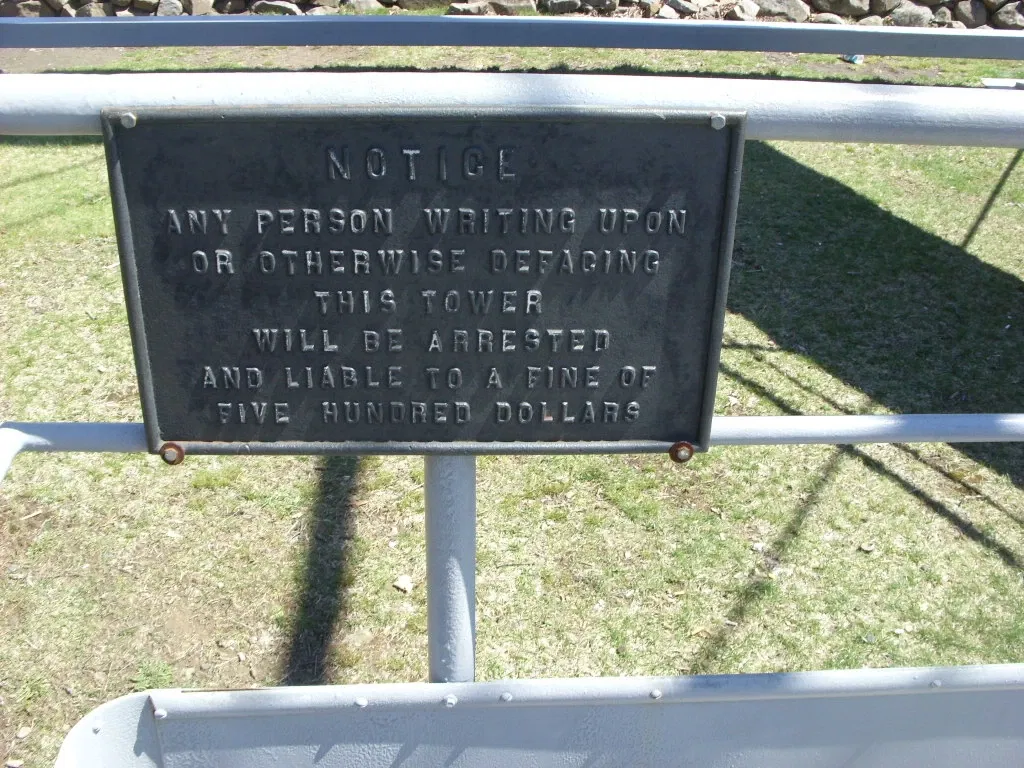 NOTICE
ANY PERSON WRITING UPON
OR OTHERWISE DEFACING
THIS TOWER
WILL BE ARRESTED
AND LIABLE TO A FINE OF
FIVE HUNDRED DOLLARS